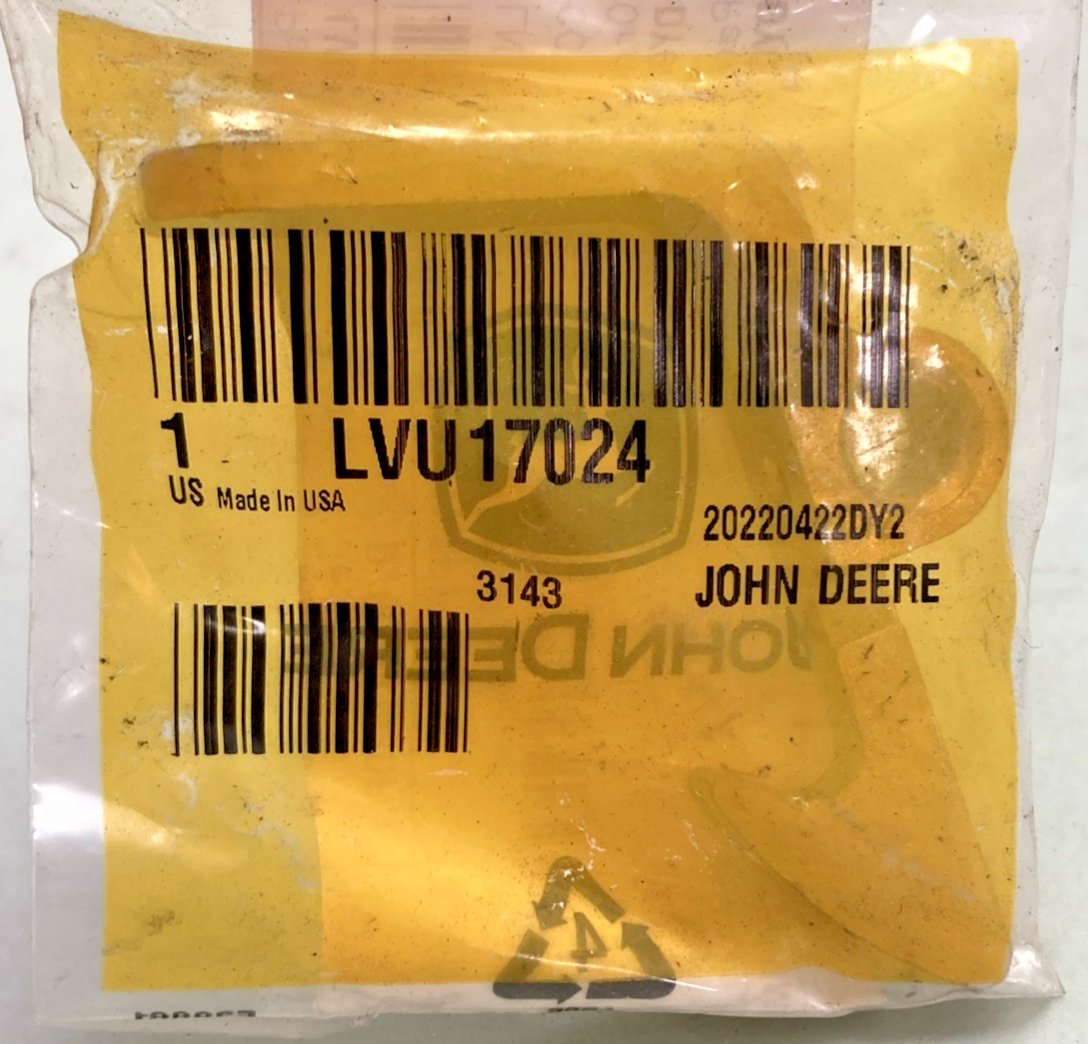 1 LVU17024
US Made In USA
20220422DY2
3143 JOHN DEERE
JOHN DEERE
4